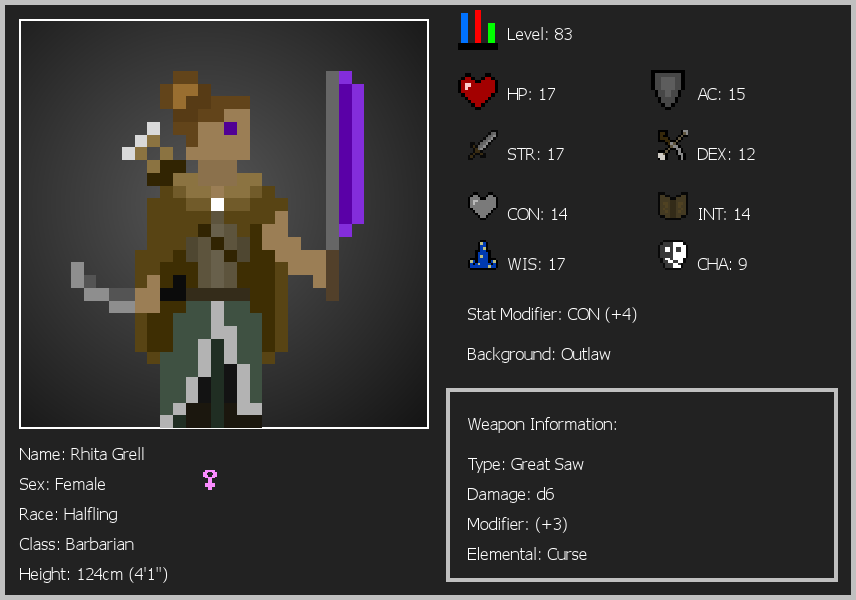 Level: 83
HP: 17
AC: 15
STR: 17
DEX: 12
CON: 14
INT: 14
WIS: 17
CHA: 9
Stat Modifier: CON (+4)
Background: Outlaw
Weapon Information:
Type: Great Saw
Damage: d6
Modifier: (+3)
Elemental: Curse
Name: Rhita Grell
Sex: Female
Race: Halfling
Class: Barbarian
Height: 124cm (4'1")